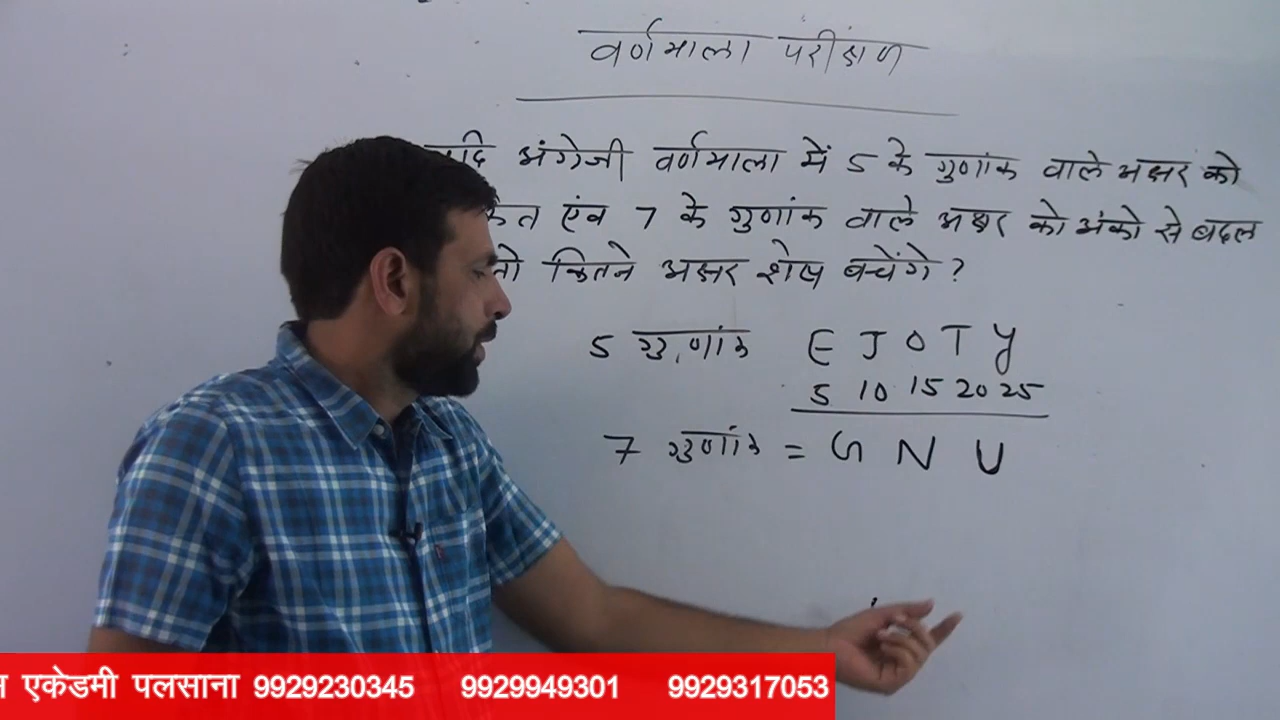 वर्णमाला परीक्षण
अंग्रेजी वर्णमाला में 5 के गुणांक वाले अक्षर को
एंव 7 के गुणांक वाले अक्षर को अंको से बदल
कितने अक्षर शेष बचेंगे ?
5 गुणांक E J O T Y
5 10 15 20 25
7 गुणांक = G N U
एकेडमी पलसाना 9929230345 9929949301 9929317053